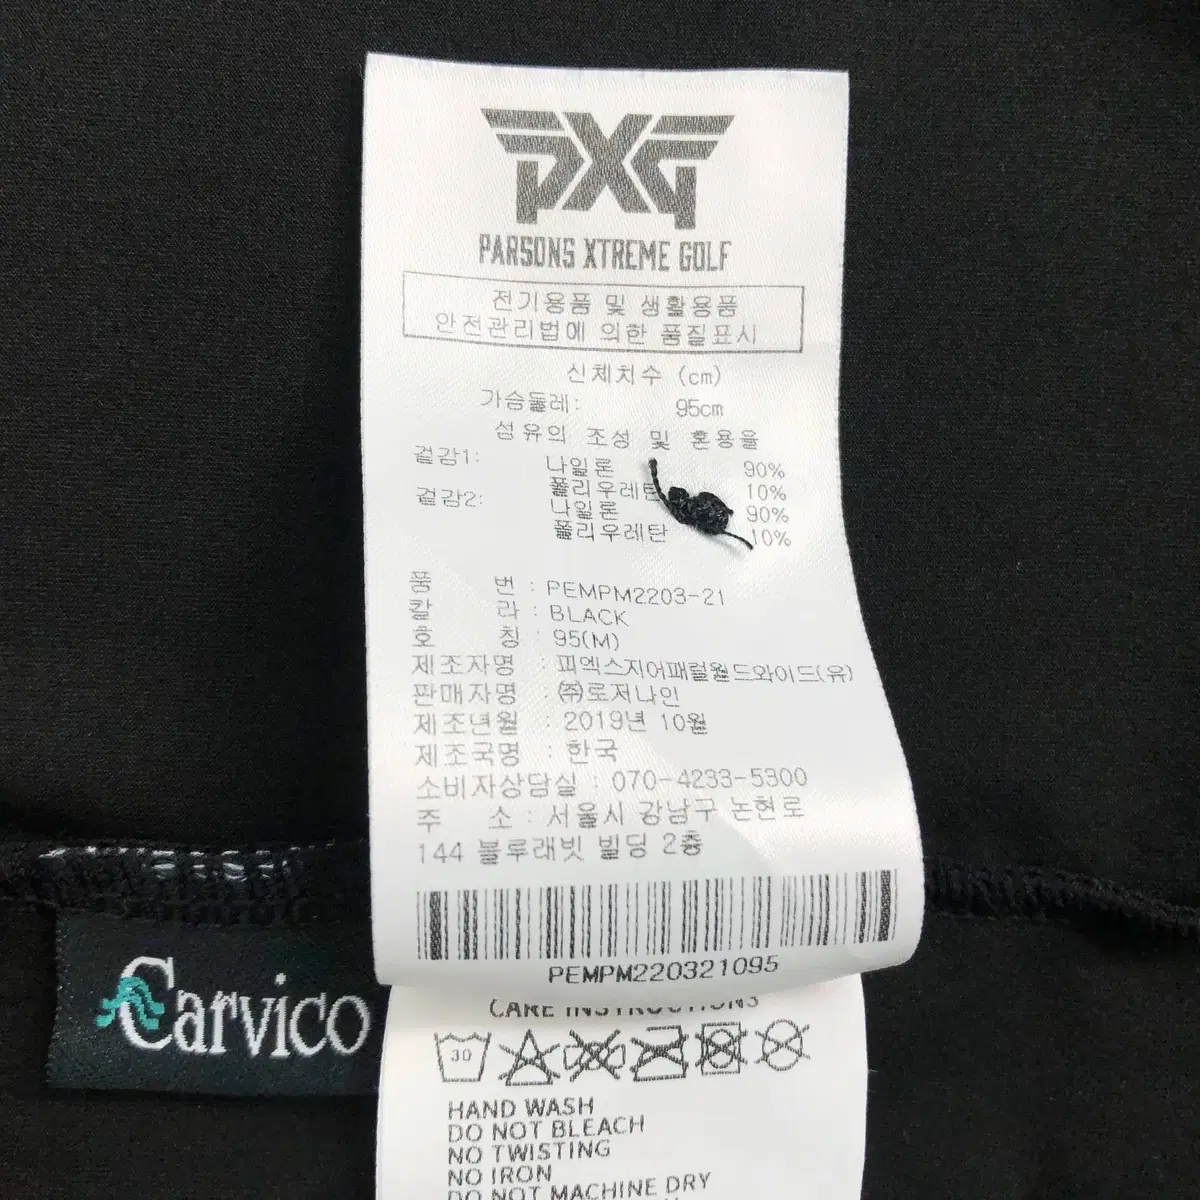 PXG
PARSONS XTREME GOLF
전기용품 및 생활용품
안전관리법에 의한 품질표시
신체치수 (cm)
가슴둘레: 95cm
섬유의 조성 및 혼용율
겉감1: 나일론 90%
폴리우레탄 10%
겉감2: 나일론 90%
폴리우레탄 10%
품 번 : PEMPM2203-21
칼 라 : BLACK
호 칭 : 95(M)
제조자명 : 피엑스지어패럴월드와이드(유)
판매자명 : ㈜로저나인
제조년월 : 2019년 10월
제조국명 : 한국
소비자상담실 : 070-4233-5300
주 소 : 서울시 강남구 논현로
144 블루래빗 빌딩 2층
PEMPM220321095
Carvico
CARE INSTRUCTIONS
30
HAND WASH
DO NOT BLEACH
NO TWISTING
NO IRON
DO NOT MACHINE DRY